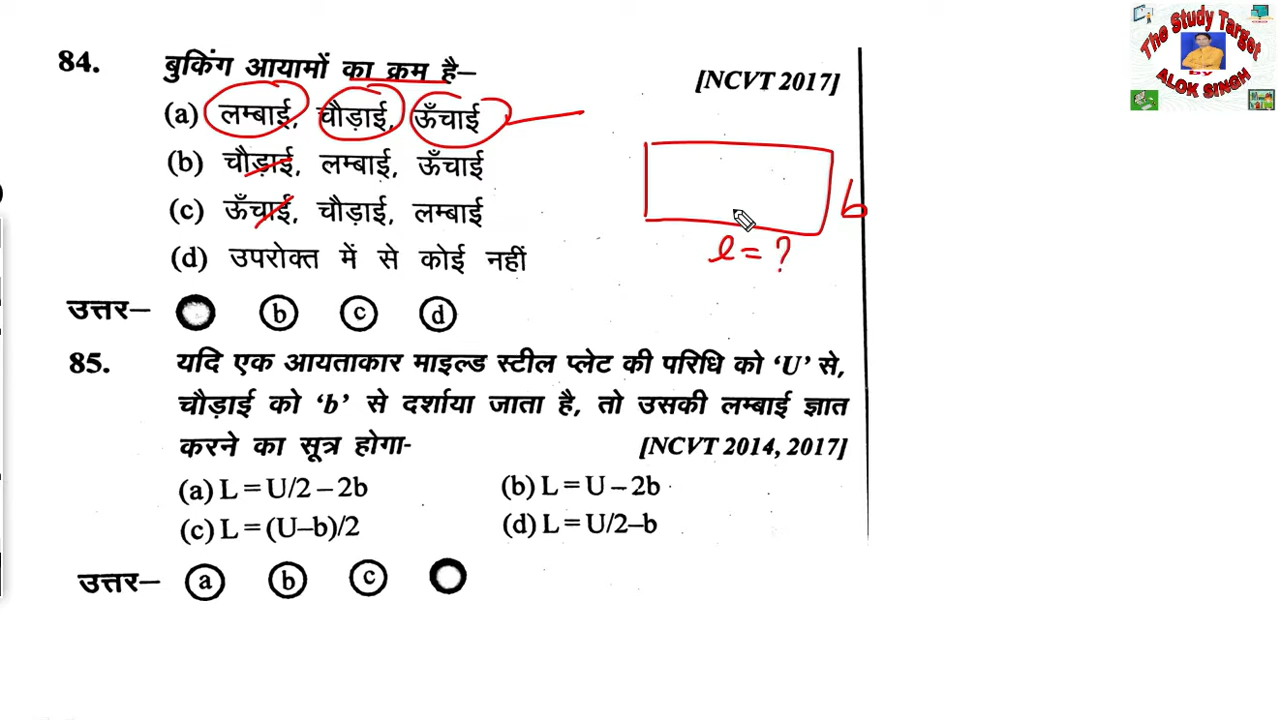 The Study Target
BY
ALOK SINGH
84. बुकिंग आयामों का क्रम है–
[NCVT 2017]
(a) लम्बाई, चौड़ाई, ऊँचाई
(b) चौड़ाई, लम्बाई, ऊँचाई
(c) ऊँचाई, चौड़ाई, लम्बाई
(d) उपरोक्त में से कोई नहीं
b
l = ?
उत्तर– b c d
85. यदि एक आयताकार माइल्ड स्टील प्लेट की परिधि को ‘U’ से,
चौड़ाई को ‘b’ से दर्शाया जाता है, तो उसकी लम्बाई ज्ञात
करने का सूत्र होगा- [NCVT 2014, 2017]
(a) L = U/2 – 2b (b) L = U – 2b
(c) L = (U–b)/2 (d) L = U/2–b
उत्तर– a b c